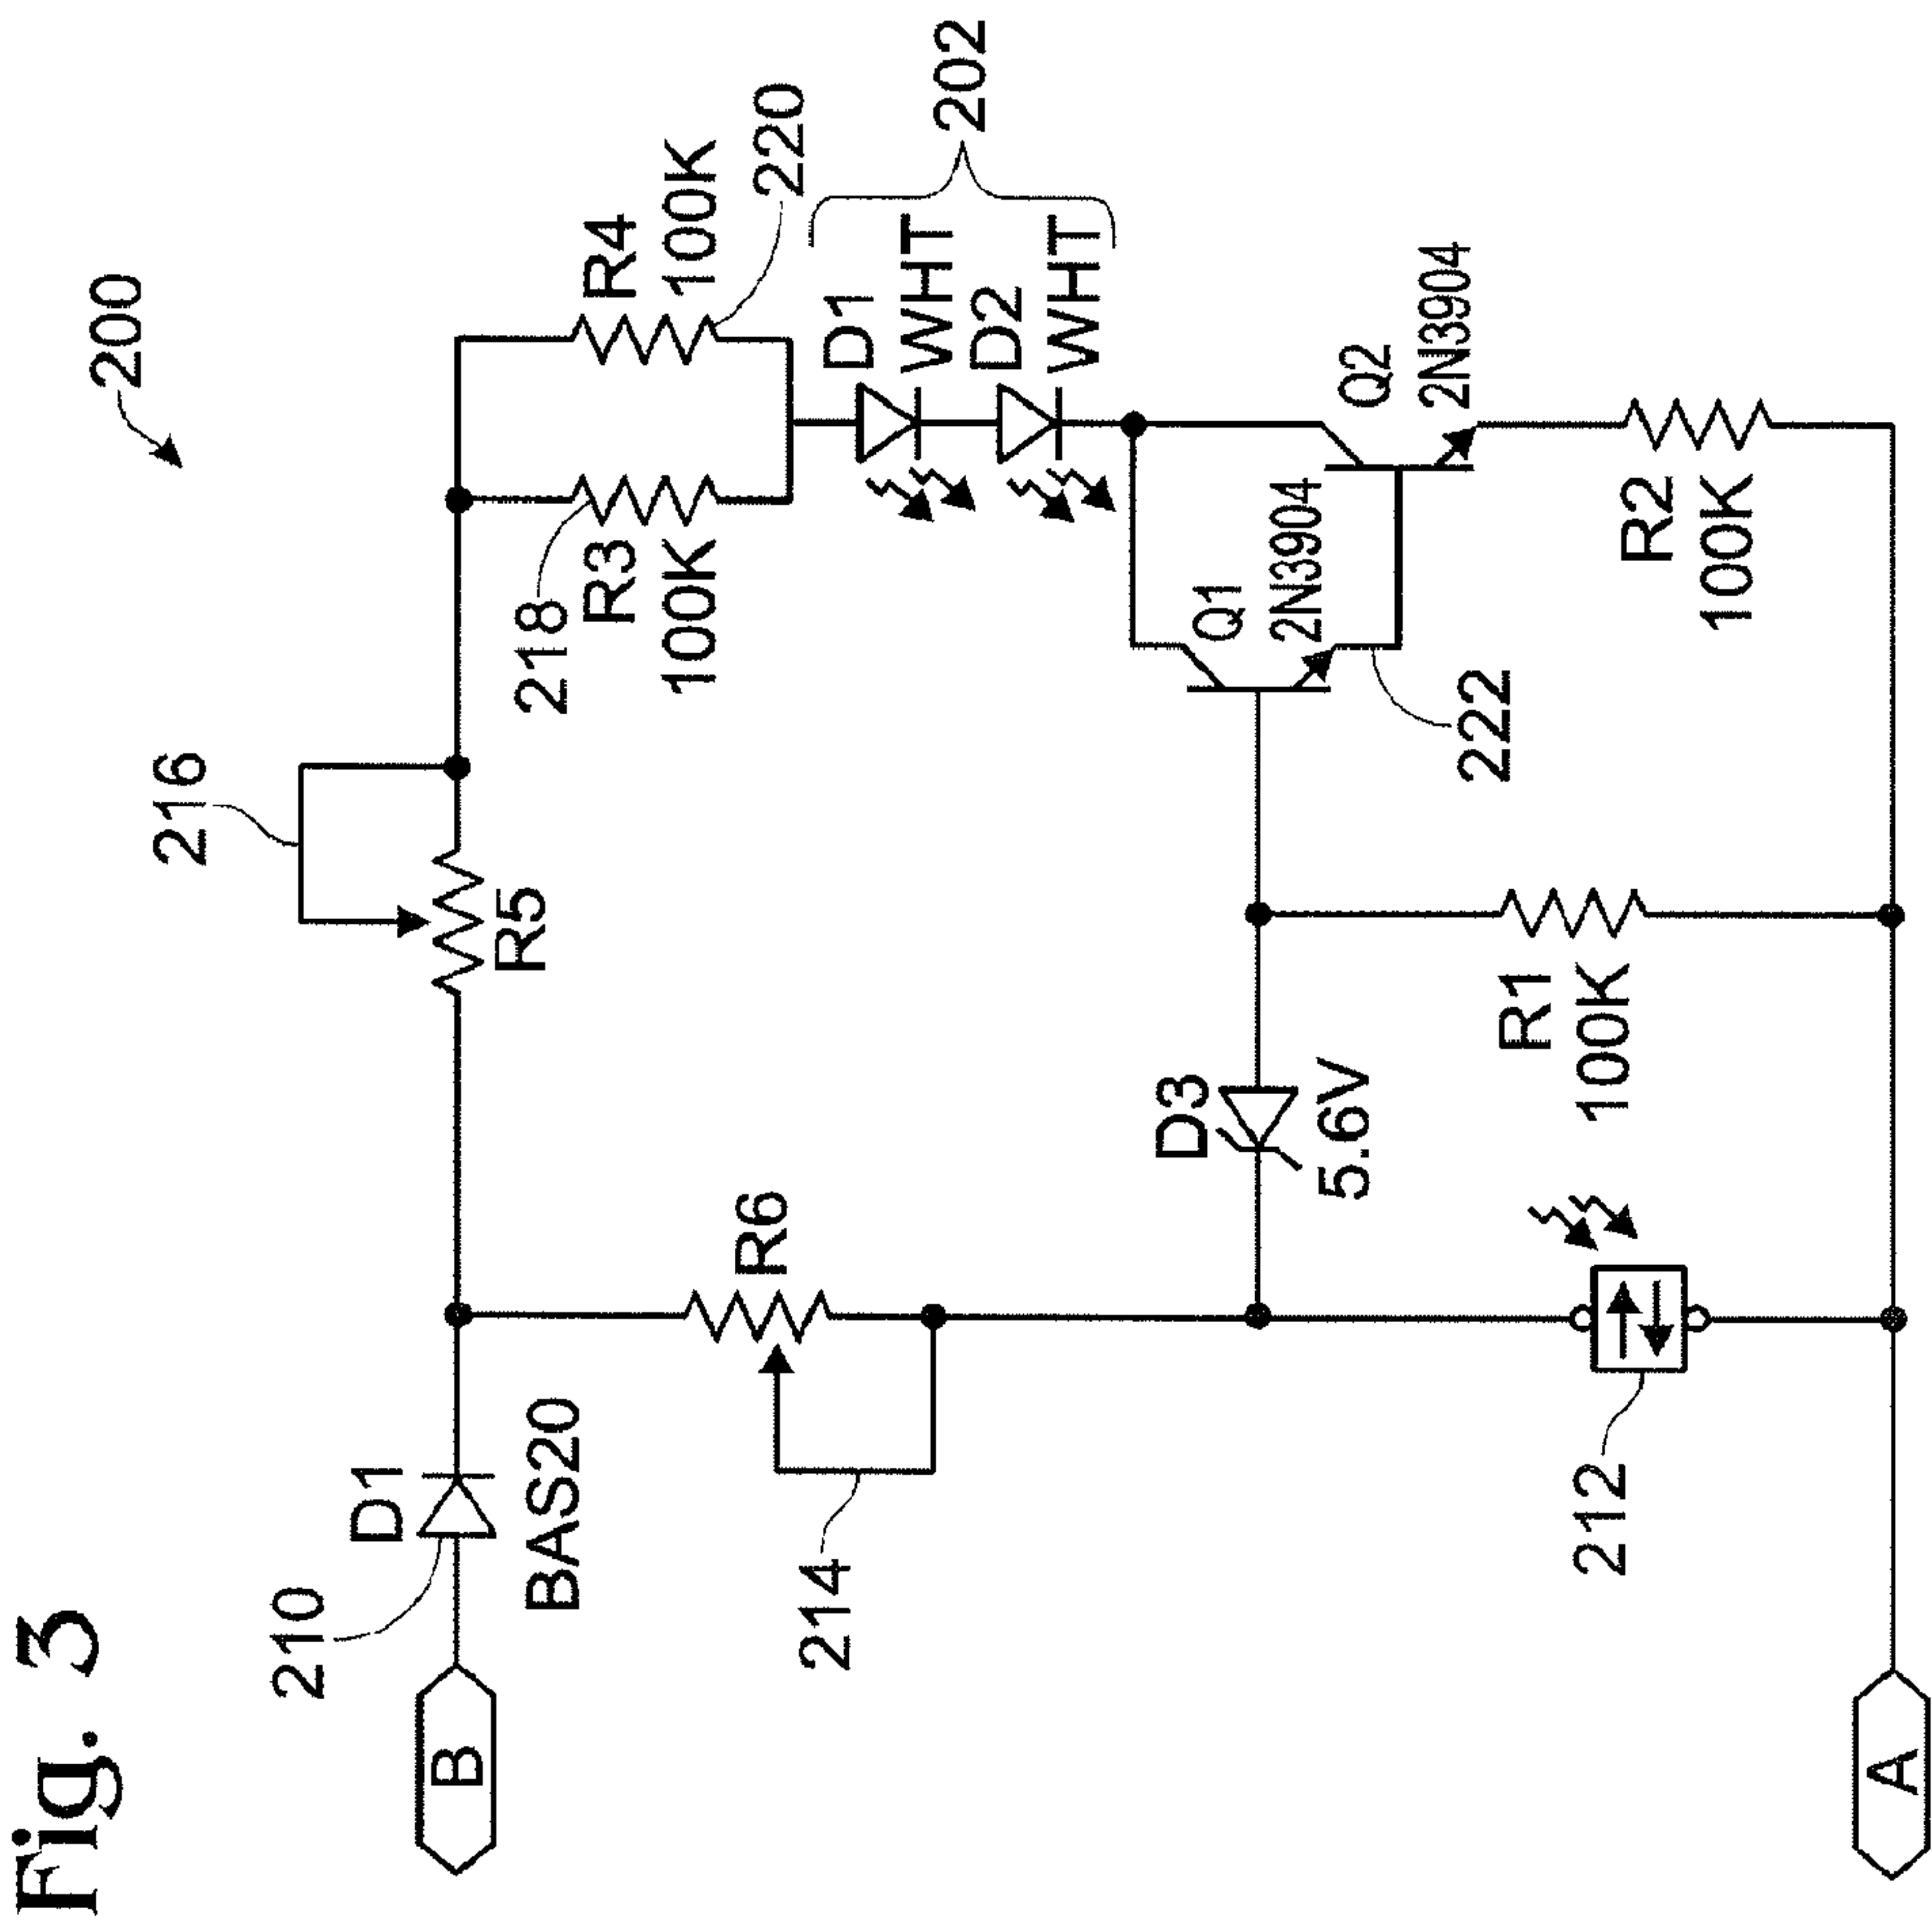 Fig. 3
200
216
R5
218
R3
100K
R4
100K
220
D1
WHT
D2
WHT
202
210
D1
BAS20
B
214
R6
D3
5.6V
Q1
2N3904
Q2
2N3904
222
R1
100K
R2
100K
212
A